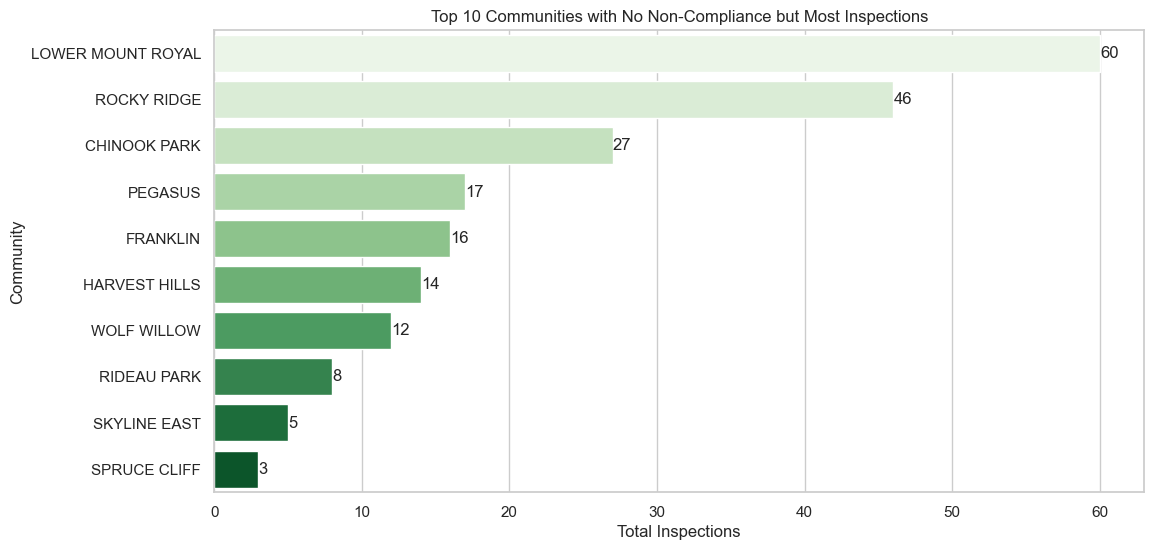 Top 10 Communities with No Non-Compliance but Most Inspections
Community
LOWER MOUNT ROYAL 60
ROCKY RIDGE 46
CHINOOK PARK 27
PEGASUS 17
FRANKLIN 16
HARVEST HILLS 14
WOLF WILLOW 12
RIDEAU PARK 8
SKYLINE EAST 5
SPRUCE CLIFF 3
0 10 20 30 40 50 60
Total Inspections